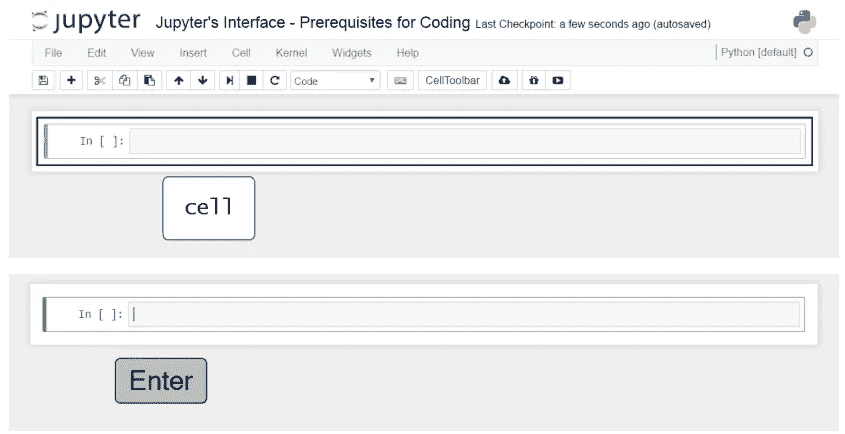 jupyter Jupyter's Interface - Prerequisites for Coding Last Checkpoint: a few seconds ago (autosaved)
File Edit View Insert Cell Kernel Widgets Help Python [default]
Code CellToolbar
In [ ]:
cell
In [ ]:
Enter